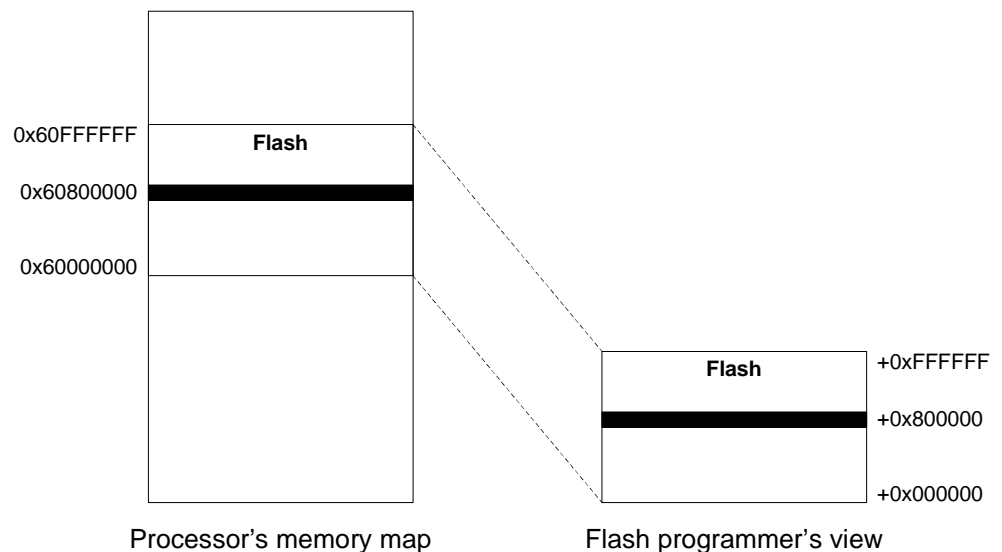 0x60FFFFFF
Flash
0x60800000
0x60000000
Flash
+0xFFFFFF
+0x800000
+0x000000
Processor's memory map
Flash programmer's view